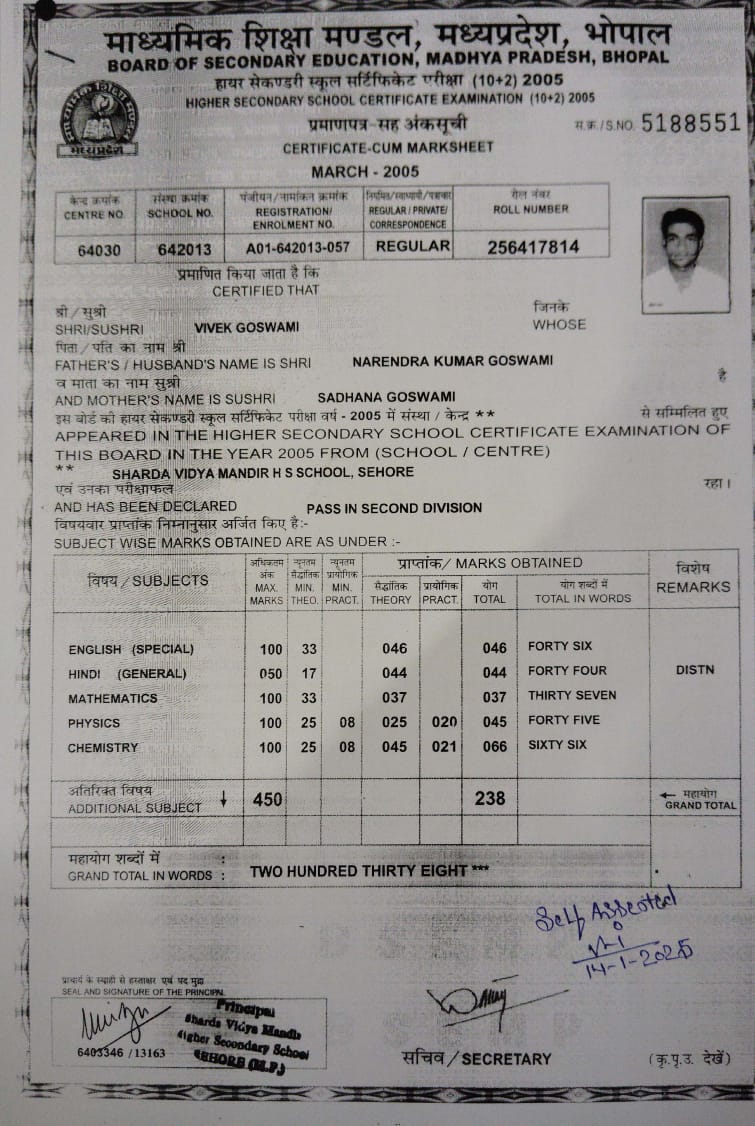 माध्यमिक शिक्षा मण्डल, मध्यप्रदेश, भोपाल
BOARD OF SECONDARY EDUCATION, MADHYA PRADESH, BHOPAL
हायर सेकण्डरी स्कूल सर्टिफिकेट परीक्षा (10+2) 2005
HIGHER SECONDARY SCHOOL CERTIFICATE EXAMINATION (10+2) 2005
प्रमाणपत्र-सह अंकसूची
स.क्र./S.NO. 5188551
CERTIFICATE-CUM MARKSHEET
MARCH - 2005
मध्यप्रदेश
केन्द्र क्रमांक संस्था क्रमांक पंजीयन/नामांकन क्रमांक नियमित/स्वाध्यायी/पत्राचार रोल नंबर
CENTRE NO. SCHOOL NO. REGISTRATION/ ENROLMENT NO. REGULAR/PRIVATE/ CORRESPONDENCE ROLL NUMBER
64030 642013 A01-642013-057 REGULAR 256417814
प्रमाणित किया जाता है कि
CERTIFIED THAT
श्री/सुश्री जिनके
SHRI/SUSHRI VIVEK GOSWAMI WHOSE
पिता/पति का नाम श्री
FATHER'S / HUSBAND'S NAME IS SHRI NARENDRA KUMAR GOSWAMI
व माता का नाम सुश्री है
AND MOTHER'S NAME IS SUSHRI SADHANA GOSWAMI
इस बोर्ड की हायर सेकण्डरी स्कूल सर्टिफिकेट परीक्षा वर्ष - 2005 में संस्था / केन्द्र ** से सम्मिलित हुए
APPEARED IN THE HIGHER SECONDARY SCHOOL CERTIFICATE EXAMINATION OF
THIS BOARD IN THE YEAR 2005 FROM (SCHOOL / CENTRE)
** SHARDA VIDYA MANDIR H S SCHOOL, SEHORE
एवं उनका परीक्षाफल रहा।
AND HAS BEEN DECLARED PASS IN SECOND DIVISION
विषयवार प्राप्तांक निम्नानुसार अर्जित किए है:-
SUBJECT WISE MARKS OBTAINED ARE AS UNDER :-
विषय/SUBJECTS अधिकतम अंक MAX. MARKS न्यूनतम सैद्धांतिक MIN. THEO. न्यूनतम प्रायोगिक MIN. PRACT. प्राप्तांक/MARKS OBTAINED विशेष REMARKS
सैद्धांतिक THEORY प्रायोगिक PRACT. योग TOTAL योग शब्दों में TOTAL IN WORDS
ENGLISH (SPECIAL) 100 33 046 046 FORTY SIX
HINDI (GENERAL) 050 17 044 044 FORTY FOUR DISTN
MATHEMATICS 100 33 037 037 THIRTY SEVEN
PHYSICS 100 25 08 025 020 045 FORTY FIVE
CHEMISTRY 100 25 08 045 021 066 SIXTY SIX
अतिरिक्त विषय
ADDITIONAL SUBJECT ↓ 450 238 ← महायोग GRAND TOTAL
महायोग शब्दों में :
GRAND TOTAL IN WORDS : TWO HUNDRED THIRTY EIGHT ***
Self Assested
14-1-2025
SEAL AND SIGNATURE OF THE PRINCIPAL
Principal
Sharda Vidya Mandir
Higher Secondary School
SEHORE (M.P.)
6403346 /13163
सचिव/SECRETARY
(कृ.पृ.उ. देखें)